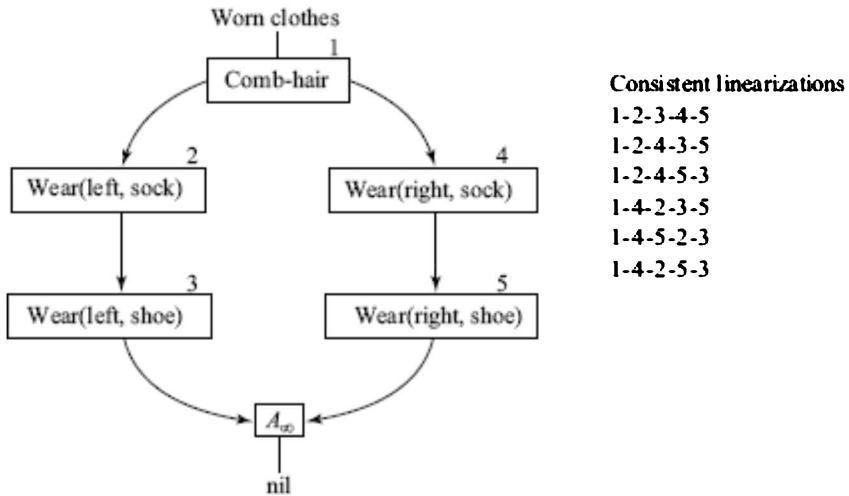 Worn clothes
1
Comb-hair
2
Wear(left, sock)
4
Wear(right, sock)
3
Wear(left, shoe)
5
Wear(right, shoe)
A∞
nil
Consistent linearizations
1-2-3-4-5
1-2-4-3-5
1-2-4-5-3
1-4-2-3-5
1-4-5-2-3
1-4-2-5-3